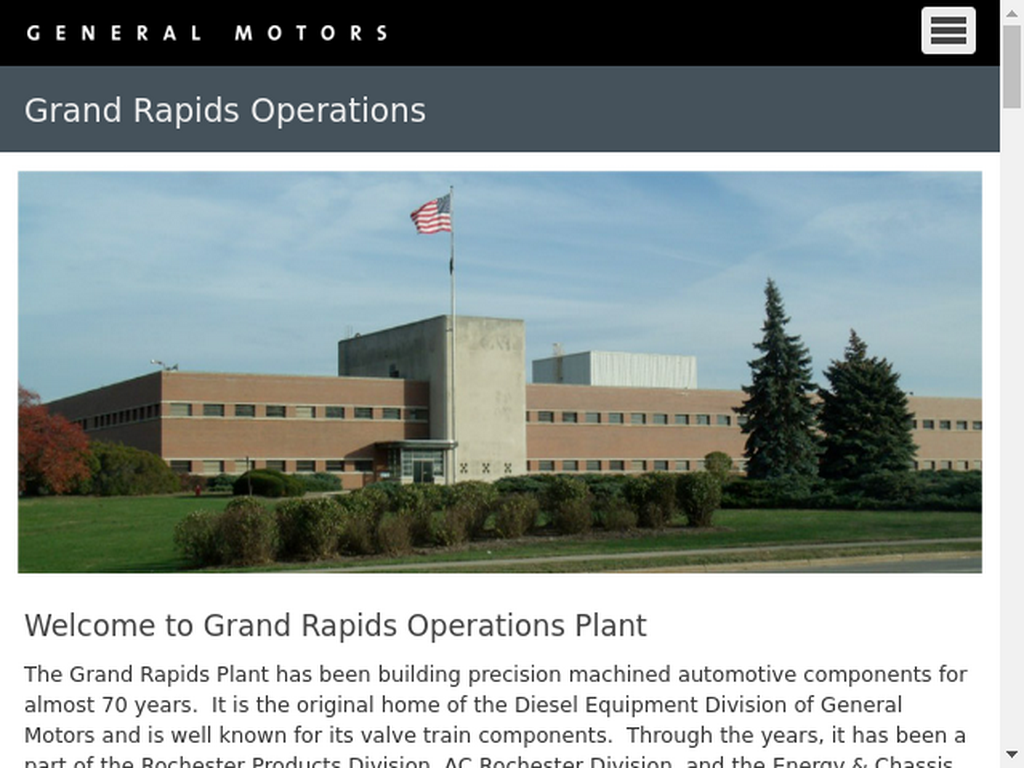 GENERAL MOTORS
Grand Rapids Operations
Welcome to Grand Rapids Operations Plant
The Grand Rapids Plant has been building precision machined automotive components for
almost 70 years.  It is the original home of the Diesel Equipment Division of General
Motors and is well known for its valve train components.  Through the years, it has been a
part of the Rochester Products Division, AC Rochester Division, and the Energy & Chassis